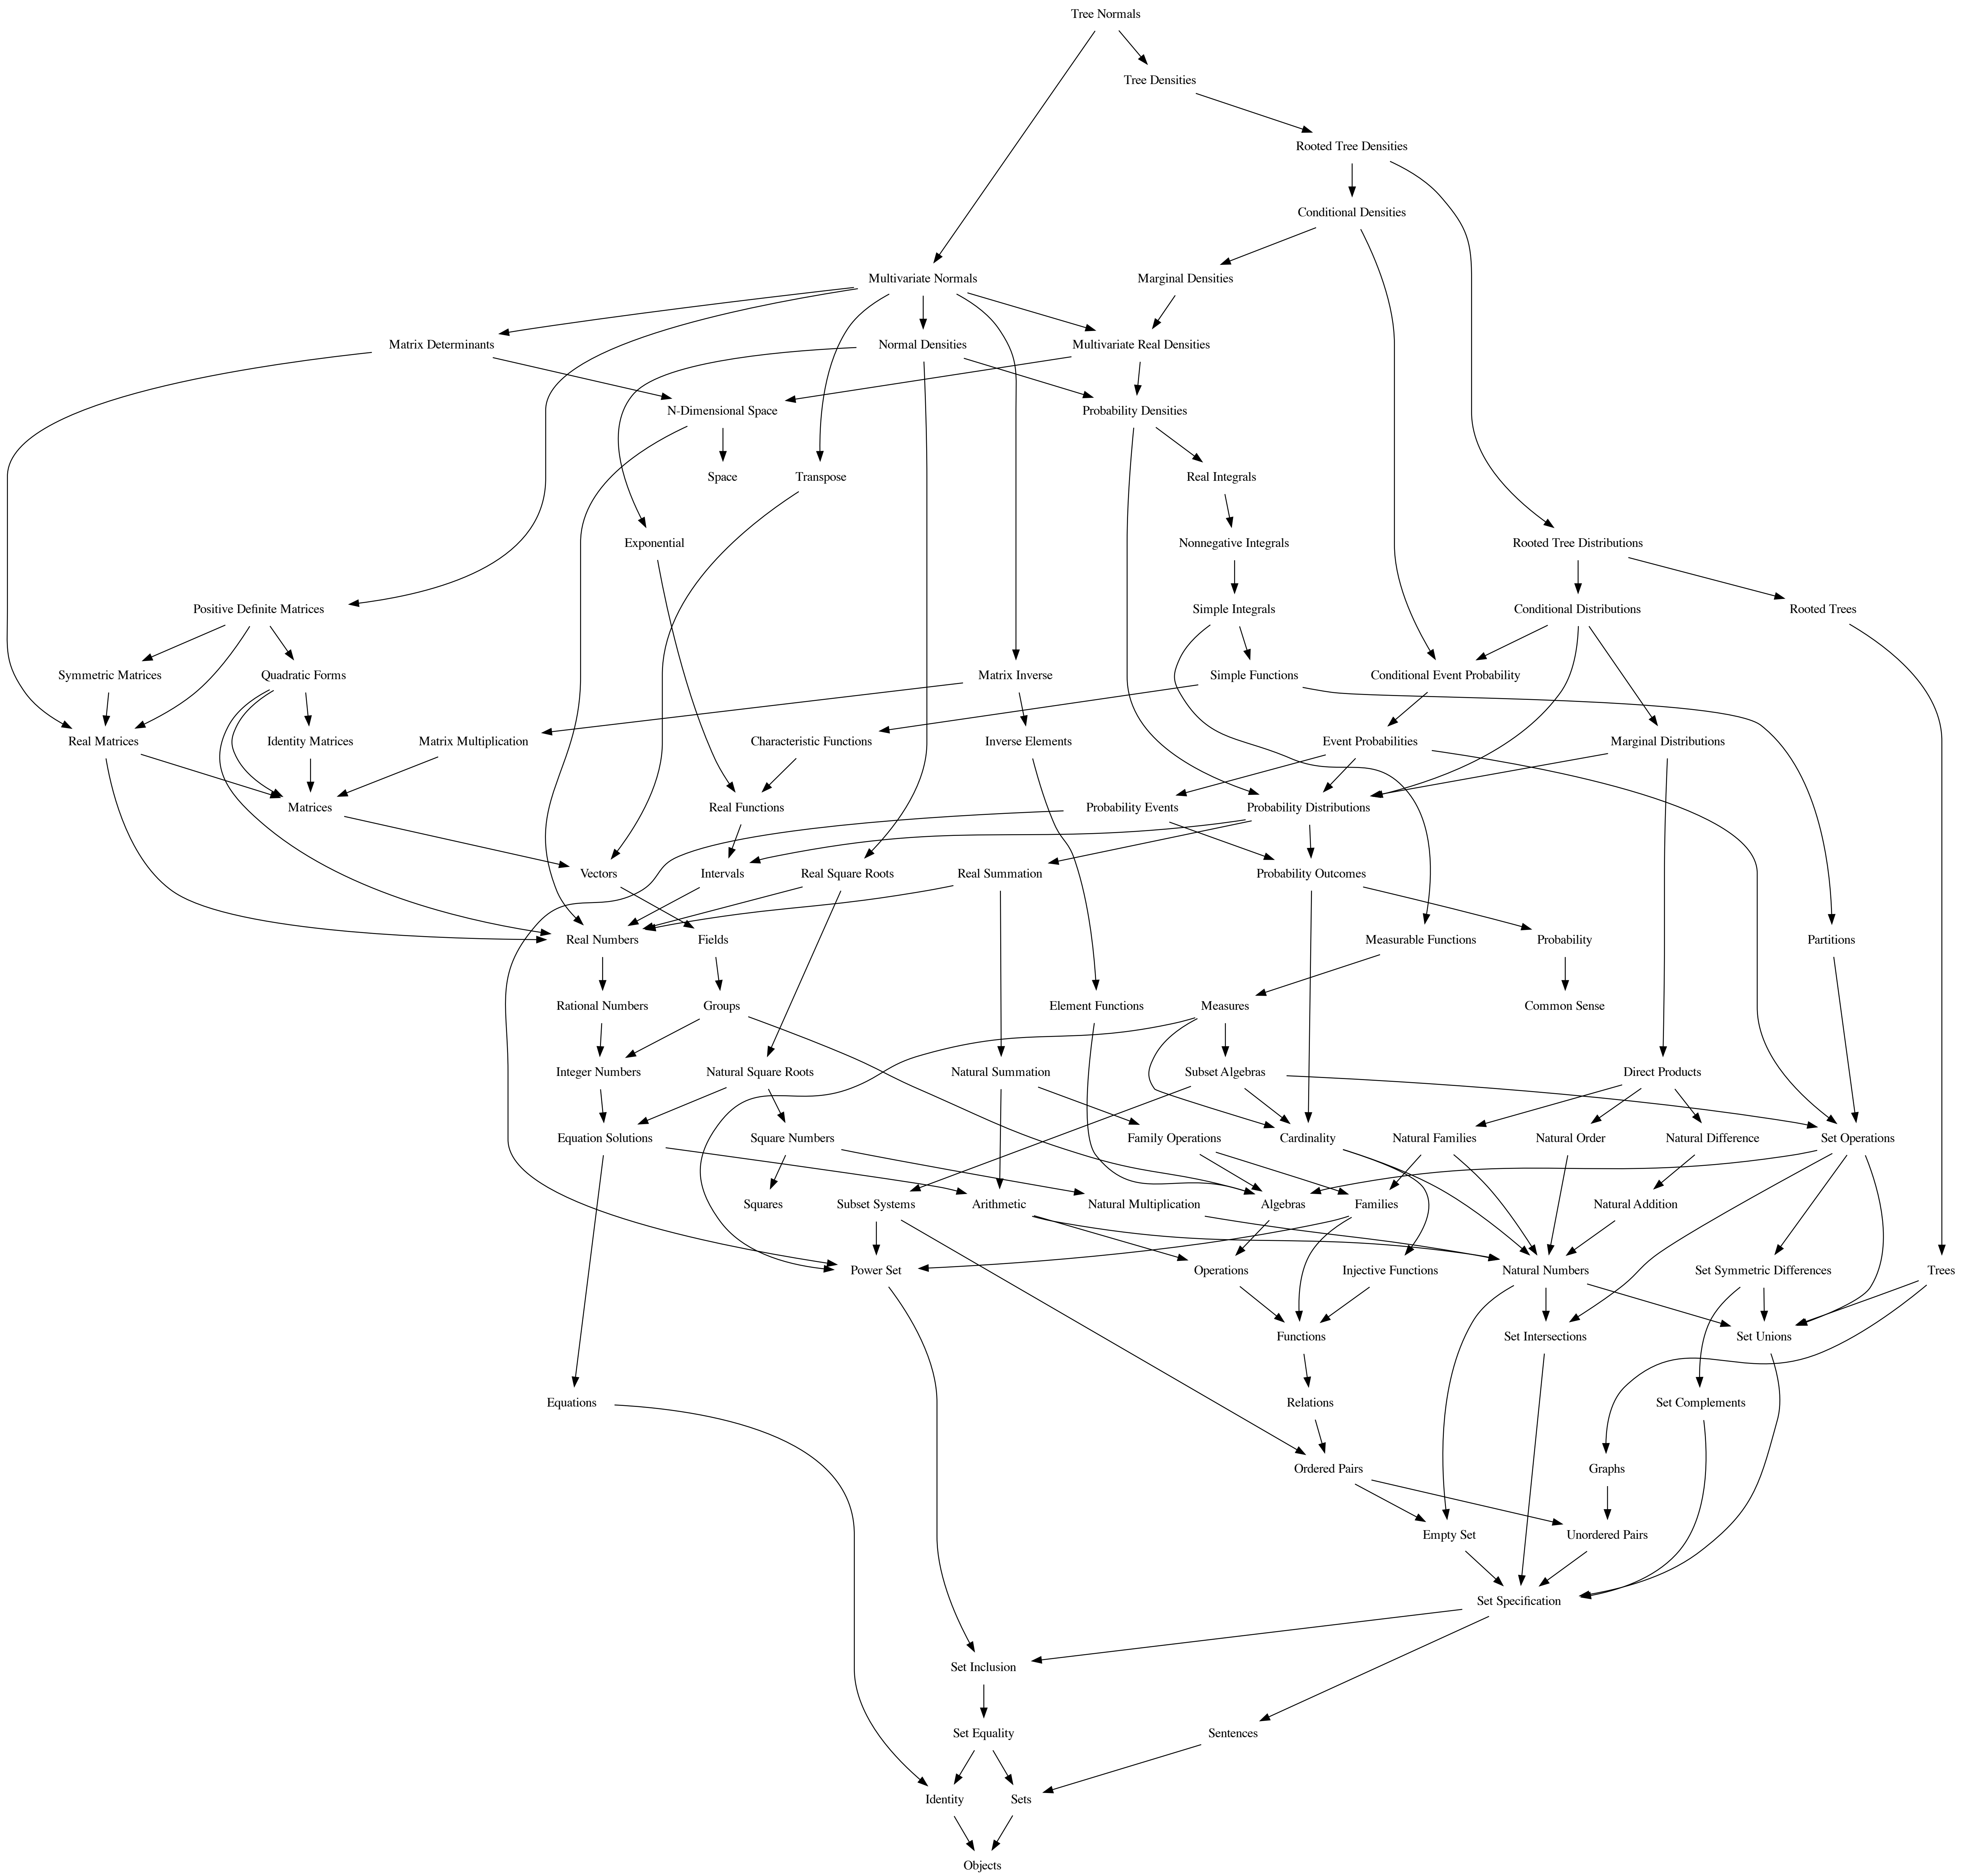 Tree Normals
Tree Densities
Rooted Tree Densities
Conditional Densities
Multivariate Normals
Marginal Densities
Matrix Determinants
Normal Densities
Multivariate Real Densities
N-Dimensional Space
Probability Densities
Space
Transpose
Real Integrals
Exponential
Nonnegative Integrals
Rooted Tree Distributions
Positive Definite Matrices
Simple Integrals
Conditional Distributions
Rooted Trees
Symmetric Matrices
Quadratic Forms
Matrix Inverse
Simple Functions
Conditional Event Probability
Real Matrices
Identity Matrices
Matrix Multiplication
Characteristic Functions
Inverse Elements
Event Probabilities
Marginal Distributions
Matrices
Real Functions
Probability Events
Probability Distributions
Vectors
Intervals
Real Square Roots
Real Summation
Probability Outcomes
Real Numbers
Fields
Measurable Functions
Probability
Partitions
Rational Numbers
Groups
Element Functions
Measures
Common Sense
Integer Numbers
Natural Square Roots
Natural Summation
Subset Algebras
Direct Products
Equation Solutions
Square Numbers
Family Operations
Cardinality
Natural Families
Natural Order
Natural Difference
Set Operations
Squares
Subset Systems
Arithmetic
Natural Multiplication
Algebras
Families
Natural Addition
Power Set
Operations
Injective Functions
Natural Numbers
Set Symmetric Differences
Trees
Functions
Set Intersections
Set Unions
Equations
Relations
Set Complements
Ordered Pairs
Graphs
Empty Set
Unordered Pairs
Set Specification
Set Inclusion
Set Equality
Sentences
Identity
Sets
Objects